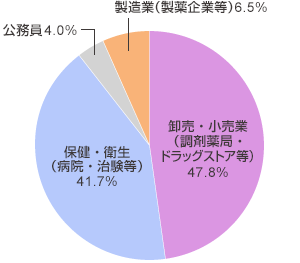 製造業(製薬企業等)6.5%
公務員4.0%
卸売・小売業
(調剤薬局・
ドラッグストア等)
47.8%
保健・衛生
(病院・治験等)
41.7%